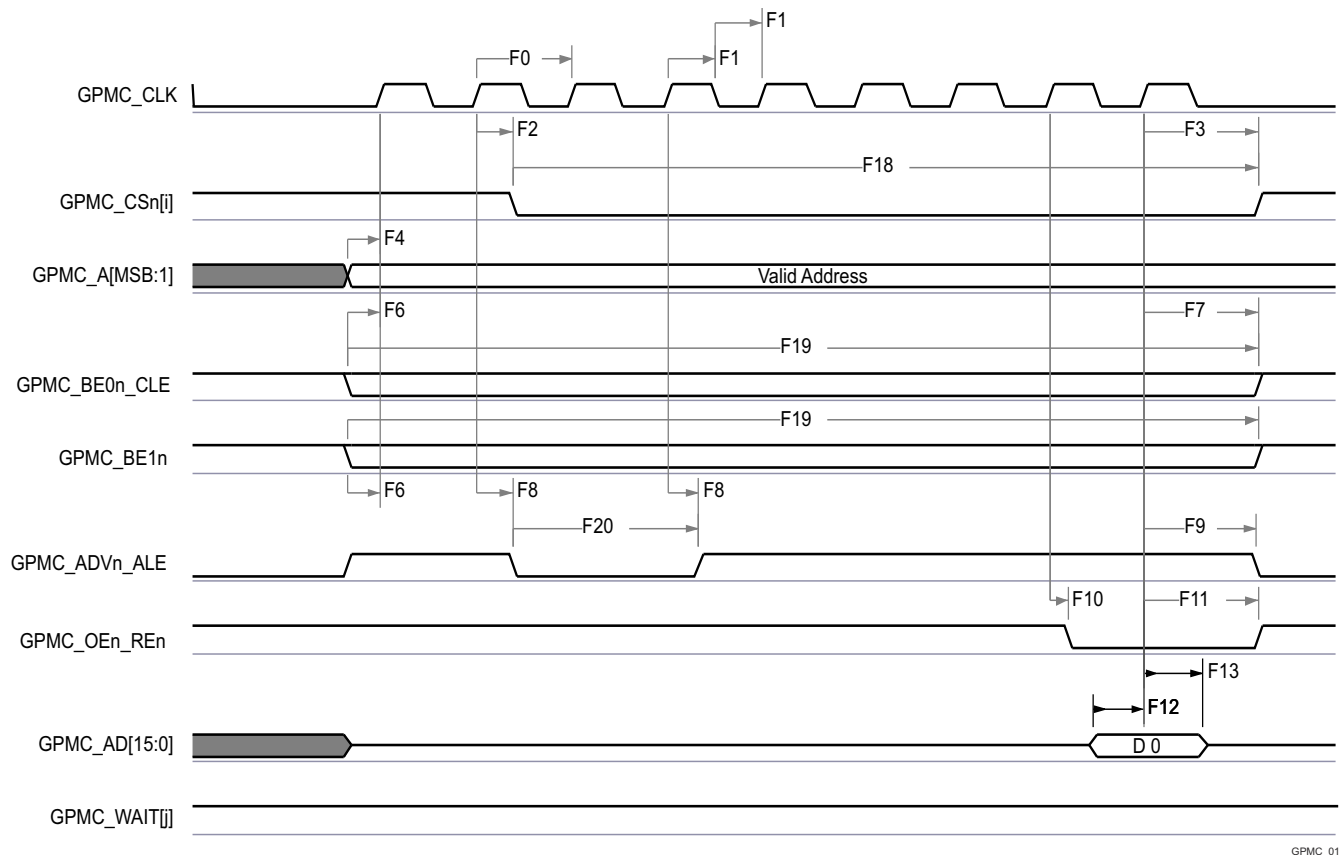 F1
F0
F1
GPMC_CLK
F2
F3
F18
GPMC_CSn[i]
F4
GPMC_A[MSB:1]
Valid Address
F6
F7
F19
GPMC_BE0n_CLE
F19
GPMC_BE1n
F6
F8
F8
F20
F9
GPMC_ADVn_ALE
F10
F11
GPMC_OEn_REn
F13
F12
GPMC_AD[15:0]
D 0
GPMC_WAIT[j]
GPMC_01